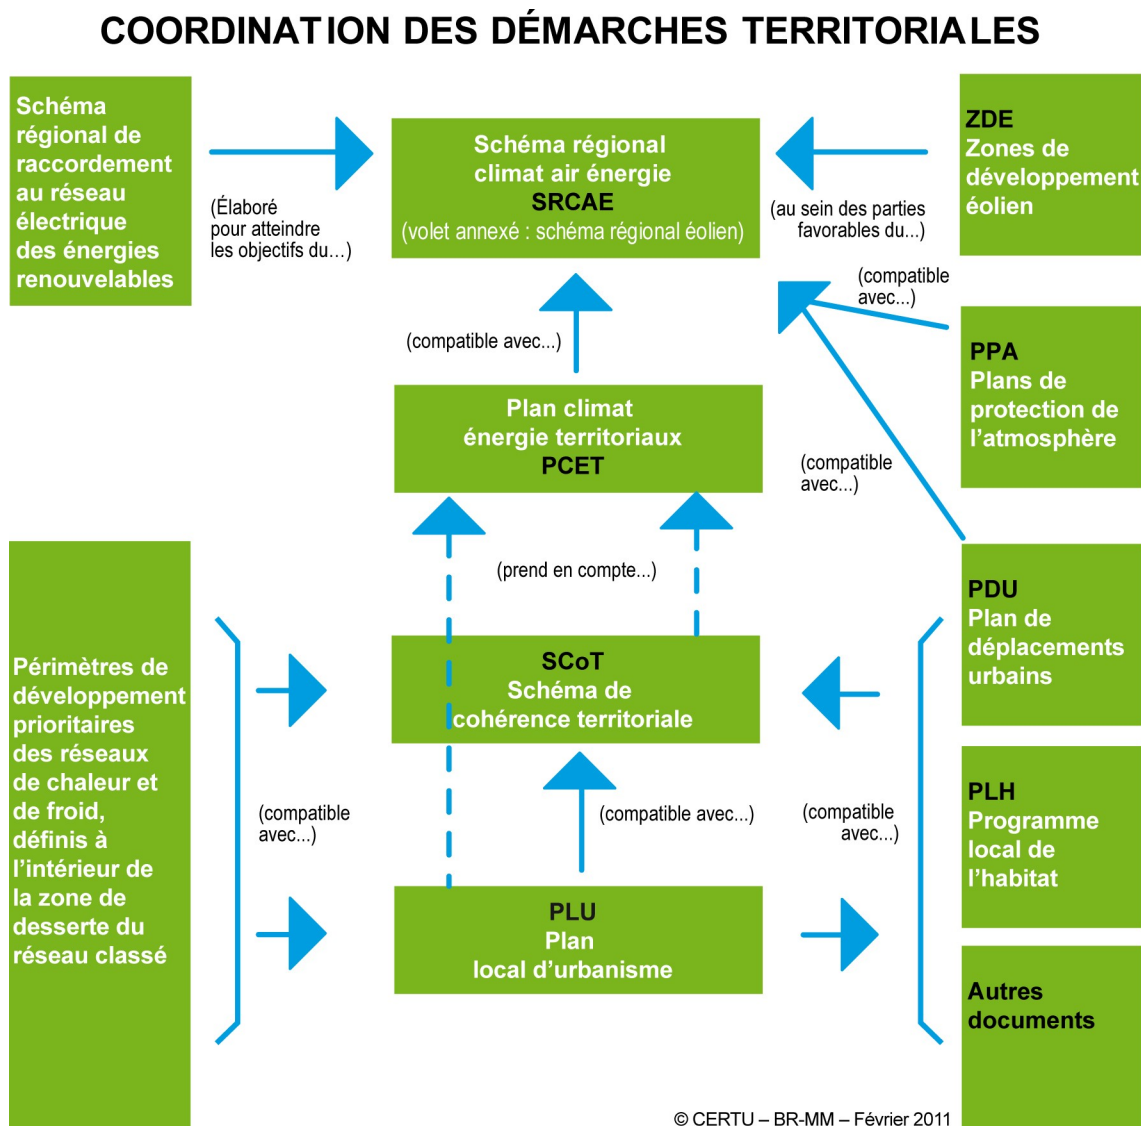 COORDINATION DES DÉMARCHES TERRITORIALES
Schéma
régional de
raccordement
au réseau
électrique
des énergies
renouvelables
(Élaboré
pour atteindre
les objectifs du...)
Schéma régional
climat air énergie
SRCAE
(volet annexé : schéma régional éolien)
(au sein des parties
favorables du...)
ZDE
Zones de
développement
éolien
(compatible
avec...)
(compatible avec...)
PPA
Plans de
protection de
l’atmosphère
Plan climat
énergie territoriaux
PCET
(compatible
avec...)
(prend en compte...)
Périmètres de
développement
prioritaires
des réseaux
de chaleur et
de froid,
définis à
l’intérieur de
la zone de
desserte du
réseau classé
(compatible
avec...)
SCoT
Schéma de
cohérence territoriale
(compatible avec...)
PLU
Plan
local d’urbanisme
(compatible
avec...)
PDU
Plan de
déplacements
urbains
PLH
Programme
local de
l’habitat
Autres
documents
© CERTU – BR-MM – Février 2011